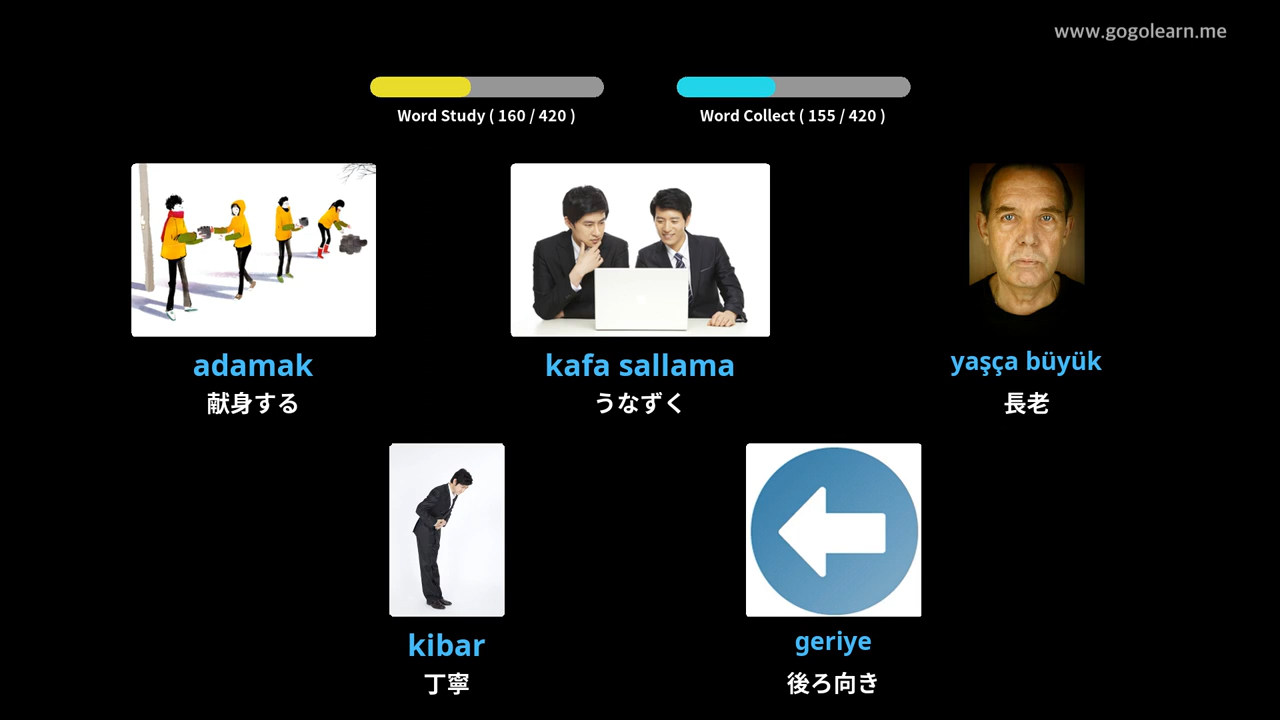 www.gogolearn.me
Word Study ( 160 / 420 )
Word Collect ( 155 / 420 )
adamak
献身する
kafa sallama
うなずく
yaşça büyük
長老
kibar
丁寧
geriye
後ろ向き